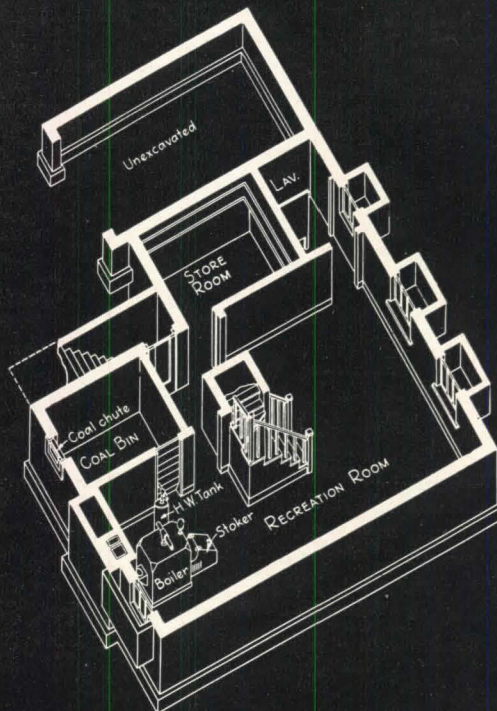 Unexcavated
LAV.
STORE
ROOM
Coal chute
COAL BIN
H.W. Tank
Stoker
RECREATION ROOM
Boiler